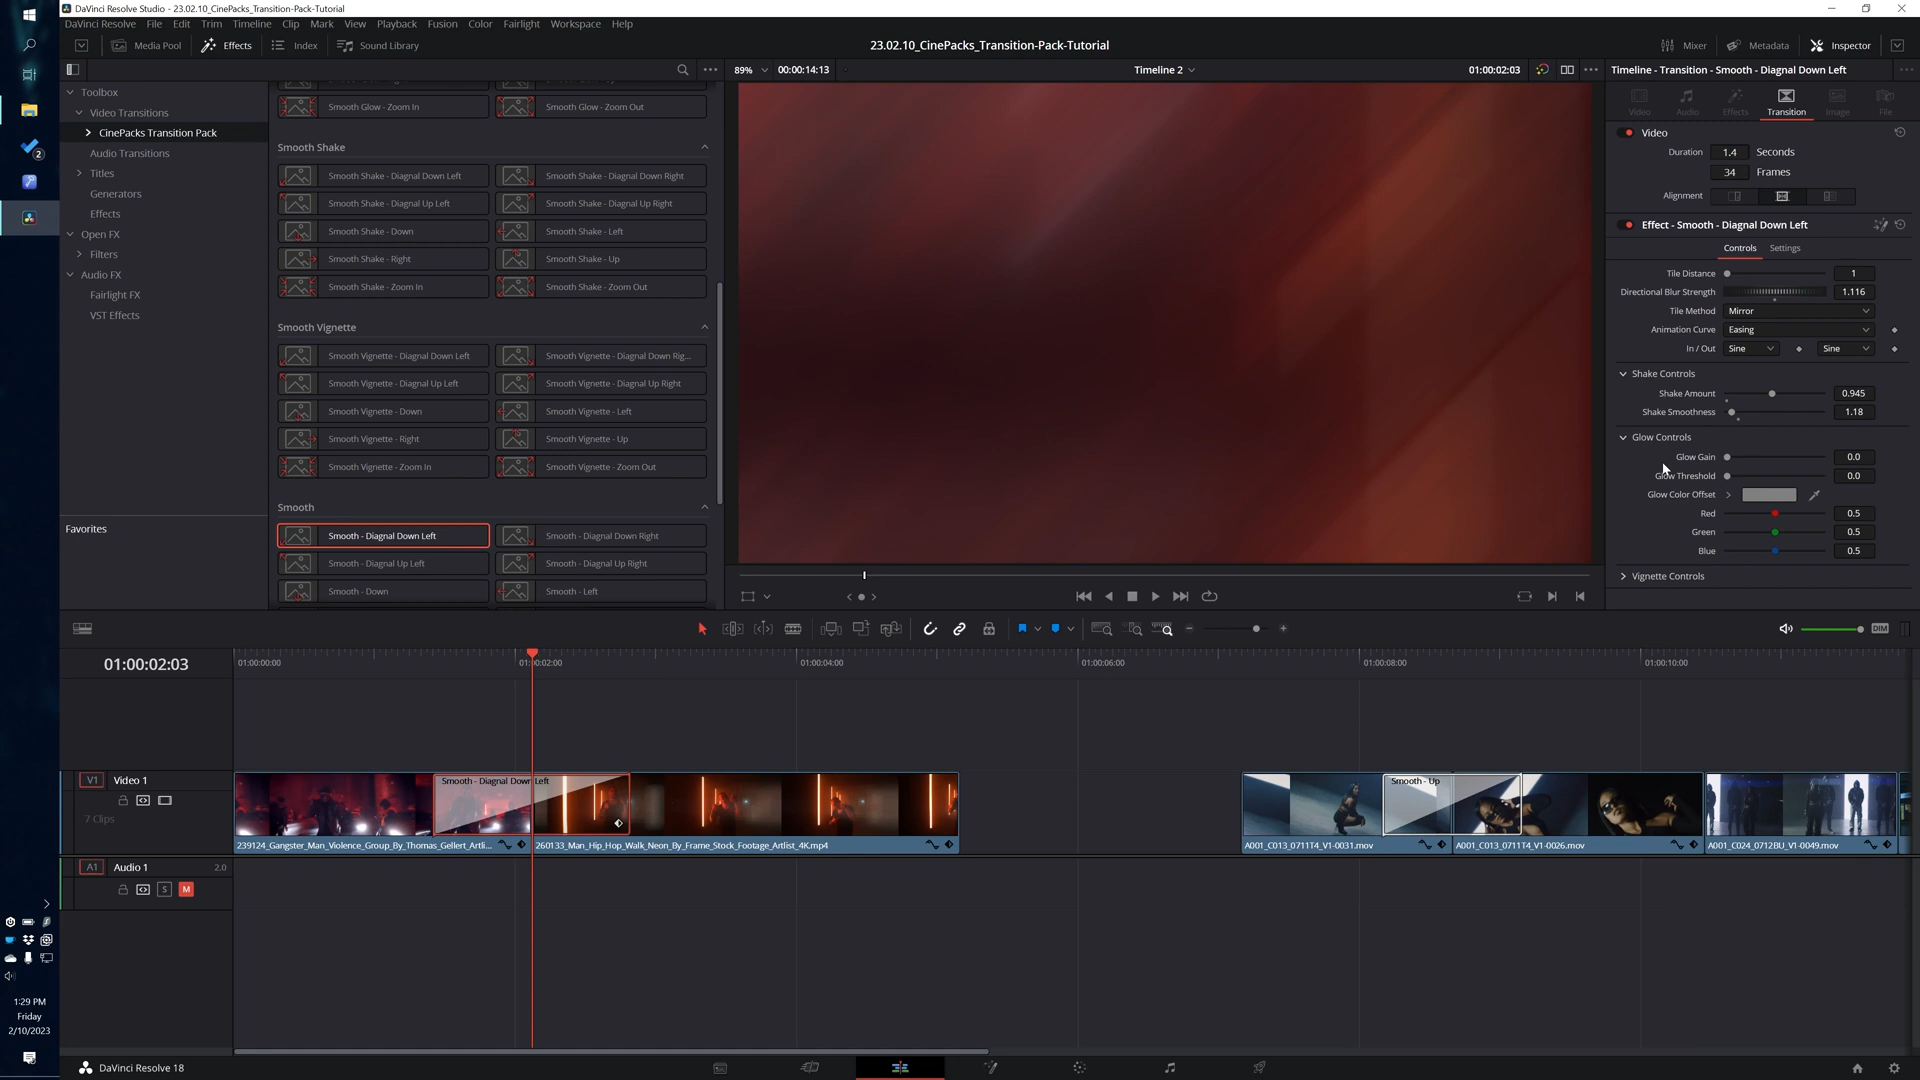 DaVinci Resolve Studio - 23.02.10_CinePacks_Transition-Pack-Tutorial
DaVinci Resolve File Edit Trim Timeline Clip Mark View Playback Fusion Color Fairlight Workspace Help
Media Pool Effects Index Sound Library
23.02.10_CinePacks_Transition-Pack-Tutorial
Mixer Metadata Inspector
89% 00:00:14:13
Timeline 2
01:00:02:03
Timeline - Transition - Smooth - Diagnal Down Left
Toolbox
Video Transitions
CinePacks Transition Pack
Audio Transitions
Titles
Generators
Effects
Open FX
Filters
Audio FX
Fairlight FX
VST Effects
Favorites
Smooth Glow - Zoom In Smooth Glow - Zoom Out
Smooth Shake
Smooth Shake - Diagnal Down Left Smooth Shake - Diagnal Down Right
Smooth Shake - Diagnal Up Left Smooth Shake - Diagnal Up Right
Smooth Shake - Down Smooth Shake - Left
Smooth Shake - Right Smooth Shake - Up
Smooth Shake - Zoom In Smooth Shake - Zoom Out
Smooth Vignette
Smooth Vignette - Diagnal Down Left Smooth Vignette - Diagnal Down Rig...
Smooth Vignette - Diagnal Up Left Smooth Vignette - Diagnal Up Right
Smooth Vignette - Down Smooth Vignette - Left
Smooth Vignette - Right Smooth Vignette - Up
Smooth Vignette - Zoom In Smooth Vignette - Zoom Out
Smooth
Smooth - Diagnal Down Left Smooth - Diagnal Down Right
Smooth - Diagnal Up Left Smooth - Diagnal Up Right
Smooth - Down Smooth - Left
Video Audio Effects Transition Image File
Video
Duration 1.4 Seconds
34 Frames
Alignment
Effect - Smooth - Diagnal Down Left
Controls Settings
Tile Distance 1
Directional Blur Strength 1.116
Tile Method Mirror
Animation Curve Easing
In / Out Sine Sine
Shake Controls
Shake Amount 0.945
Shake Smoothness 1.18
Glow Controls
Glow Gain 0.0
Glow Threshold 0.0
Glow Color Offset
Red 0.5
Green 0.5
Blue 0.5
Vignette Controls
DIM
01:00:02:03
01:00:00:00 01:00:02:00 01:00:04:00 01:00:06:00 01:00:08:00 01:00:10:00
V1 Video 1
7 Clips
Smooth - Diagnal Down Left
Smooth - Up
239124_Gangster_Man_Violence_Group_By_Thomas_Gellert_Artli...
260133_Man_Hip_Hop_Walk_Neon_By_Frame_Stock_Footage_Artlist_4K.mp4
A001_C013_0711T4_V1-0031.mov
A001_C013_0711T4_V1-0026.mov
A001_C024_0712BU_V1-0049.mov
A1 Audio 1 2.0
S M
2
1:29 PM
Friday
2/10/2023
DaVinci Resolve 18